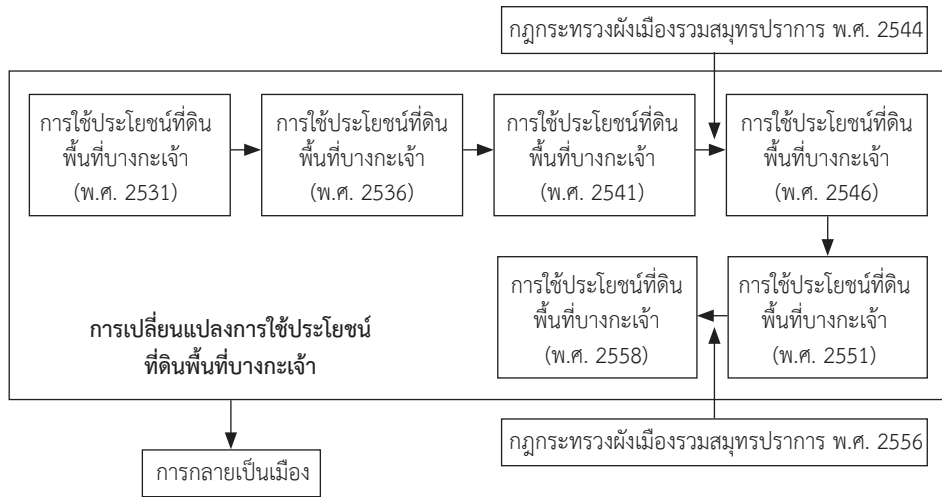 กฎกระทรวงผังเมืองรวมสมุทรปราการ พ.ศ. 2544
การใช้ประโยชน์ที่ดิน
พื้นที่บางกะเจ้า
(พ.ศ. 2531)
การใช้ประโยชน์ที่ดิน
พื้นที่บางกะเจ้า
(พ.ศ. 2536)
การใช้ประโยชน์ที่ดิน
พื้นที่บางกะเจ้า
(พ.ศ. 2541)
การใช้ประโยชน์ที่ดิน
พื้นที่บางกะเจ้า
(พ.ศ. 2546)
การใช้ประโยชน์ที่ดิน
พื้นที่บางกะเจ้า
(พ.ศ. 2551)
การใช้ประโยชน์ที่ดิน
พื้นที่บางกะเจ้า
(พ.ศ. 2558)
การเปลี่ยนแปลงการใช้ประโยชน์
ที่ดินพื้นที่บางกะเจ้า
กฎกระทรวงผังเมืองรวมสมุทรปราการ พ.ศ. 2556
การกลายเป็นเมือง